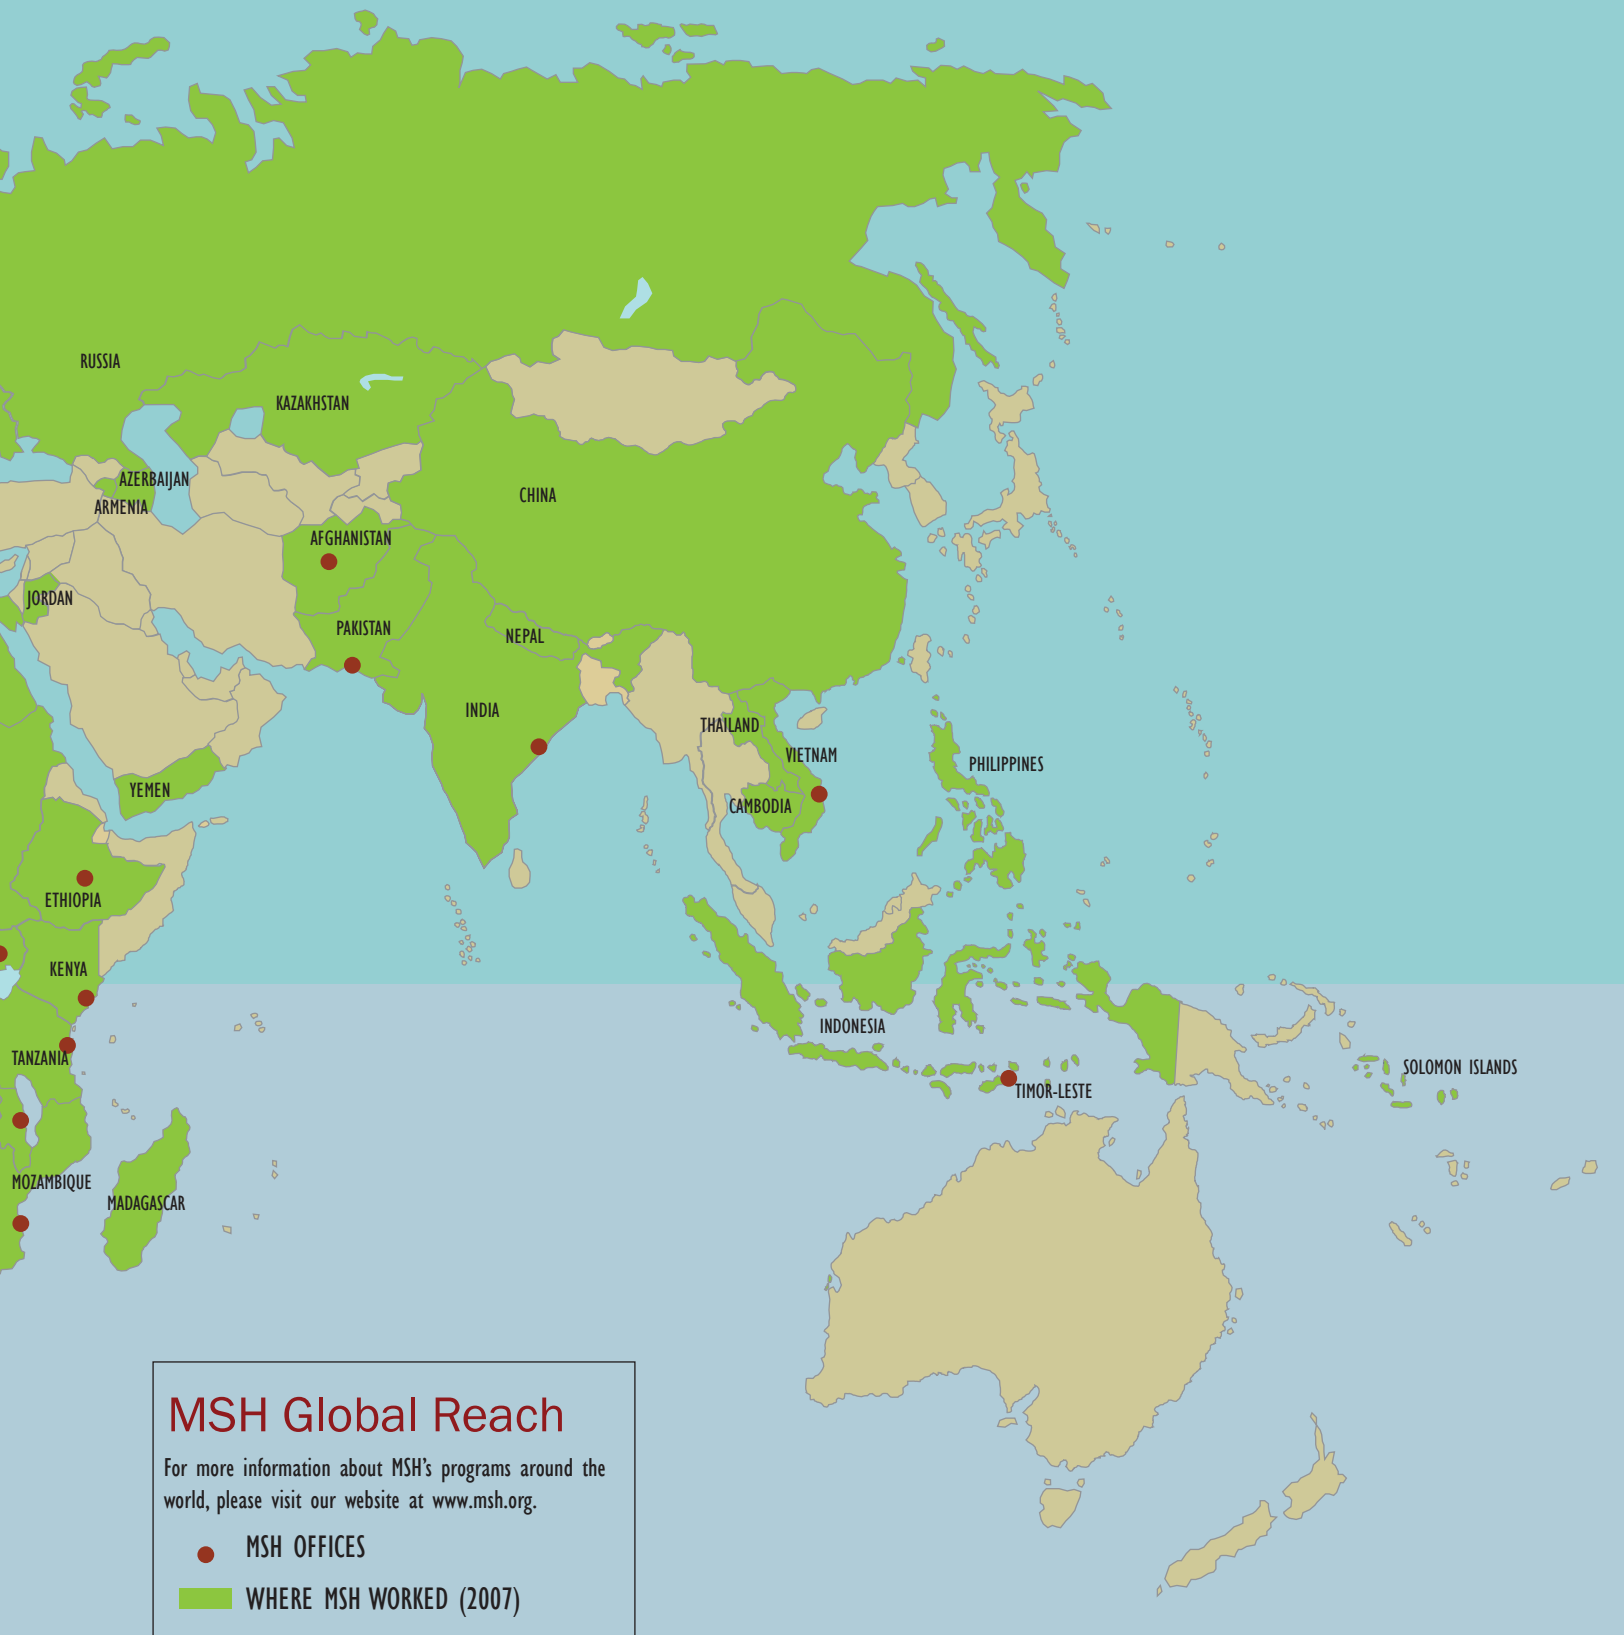 RUSSIA
KAZAKHSTAN
AZERBAIJAN
CHINA
ARMENIA
AFGHANISTAN
JORDAN
PAKISTAN
NEPAL
INDIA
THAILAND
VIETNAM
PHILIPPINES
YEMEN
CAMBODIA
ETHIOPIA
KENYA
INDONESIA
TANZANIA
SOLOMON ISLANDS
TIMOR-LESTE
MOZAMBIQUE
MADAGASCAR
MSH Global Reach
For more information about MSH's programs around the
world, please visit our website at www.msh.org.
MSH OFFICES
WHERE MSH WORKED (2007)